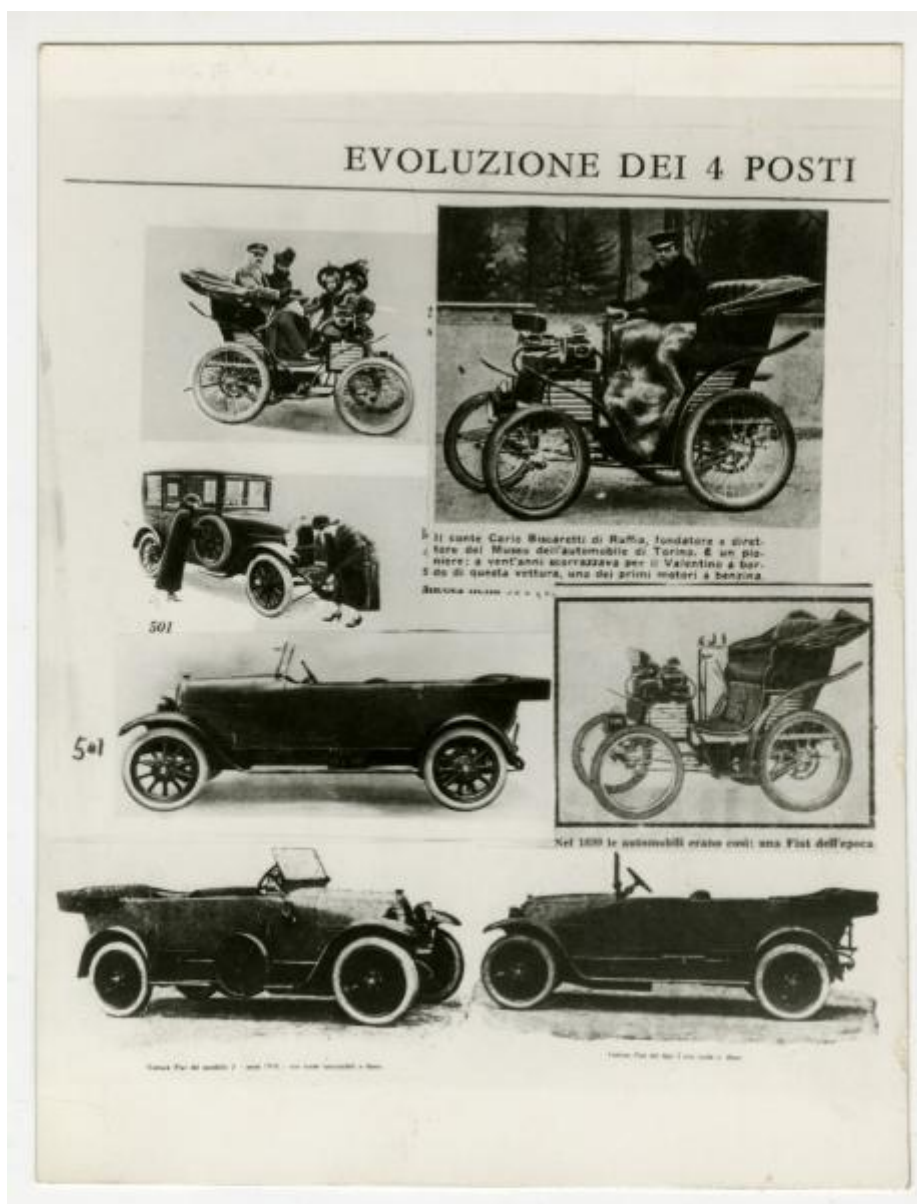 EVOLUZIONE DEI 4 POSTI
Il conte Carlo Biscaretti di Ruffia, fondatore e diret-
tore del Museo dell'automobile di Torino. È un pio-
niere: a vent'anni scorrazzava per il Valentino a bor-
do di questa vettura, uno dei primi motori a benzina.
501
501
Nel 1899 le automobili erano così: una Fiat dell'epoca